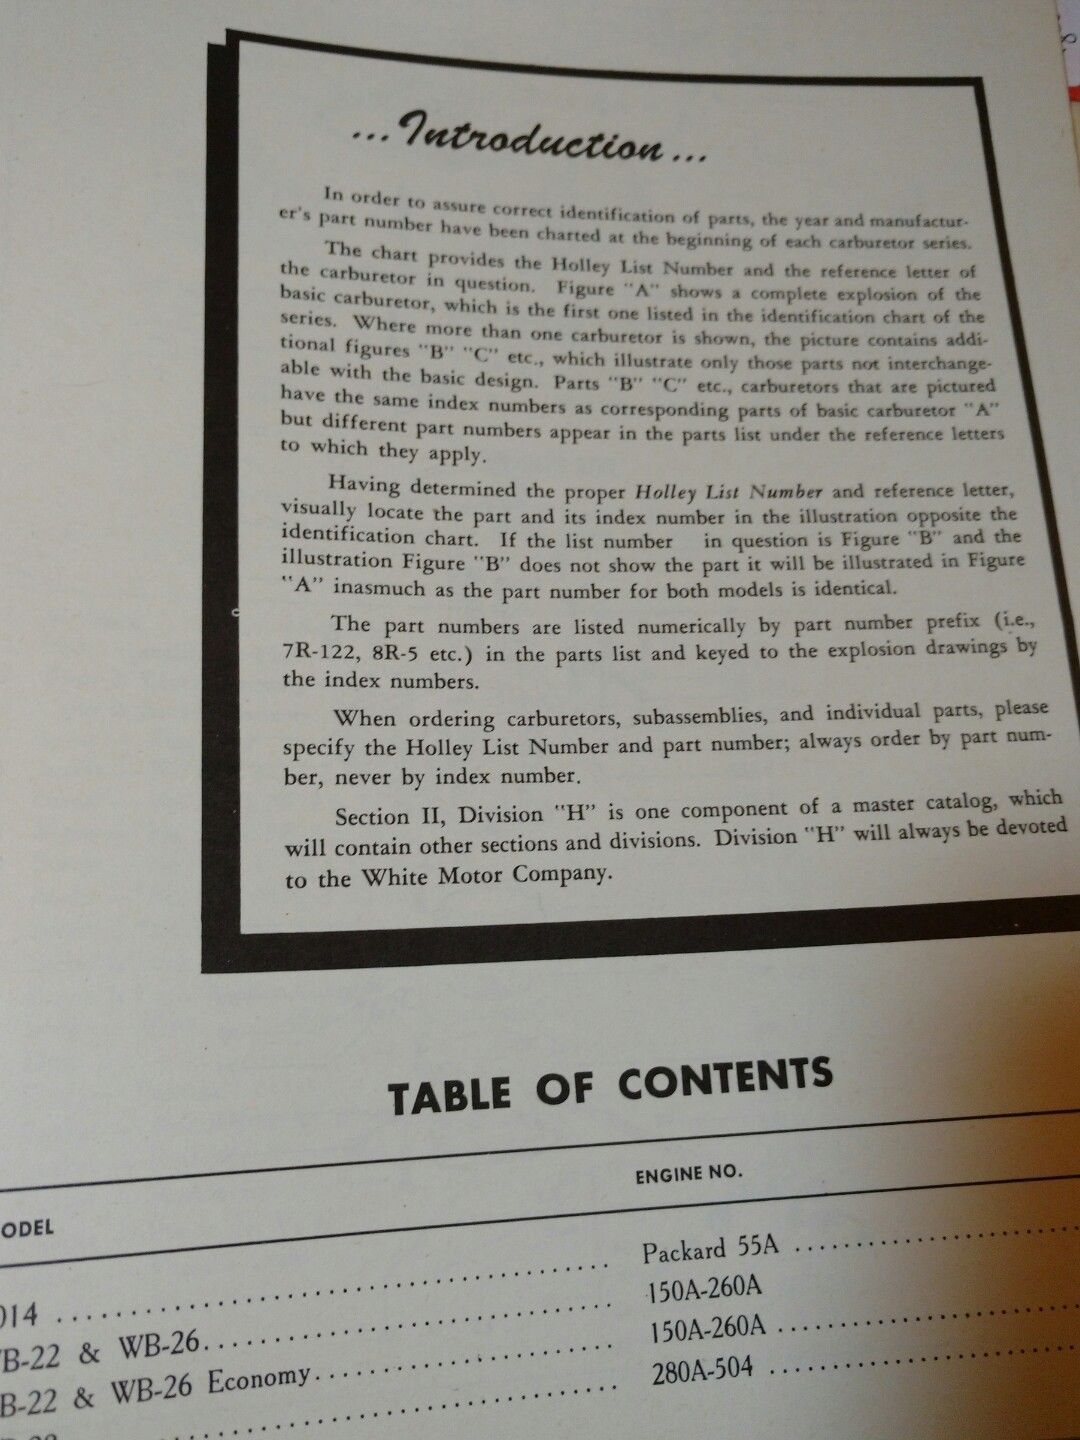 ...Introduction...
In order to assure correct identification of parts, the year and manufactur-
er's part number have been charted at the beginning of each carburetor series.
The chart provides the Holley List Number and the reference letter of
the carburetor in question. Figure "A" shows a complete explosion of the
basic carburetor, which is the first one listed in the identification chart of the
series. Where more than one carburetor is shown, the picture contains addi-
tional figures "B" "C" etc., which illustrate only those parts not interchange-
able with the basic design. Parts "B" "C" etc., carburetors that are pictured
have the same index numbers as corresponding parts of basic carburetor "A"
but different part numbers appear in the parts list under the reference letters
to which they apply.
Having determined the proper Holley List Number and reference letter,
visually locate the part and its index number in the illustration opposite the
identification chart. If the list number in question is Figure "B" and the
illustration Figure "B" does not show the part it will be illustrated in Figure
"A" inasmuch as the part number for both models is identical.
The part numbers are listed numerically by part number prefix (i.e.,
7R-122, 8R-5 etc.) in the parts list and keyed to the explosion drawings by
the index numbers.
When ordering carburetors, subassemblies, and individual parts, please
specify the Holley List Number and part number; always order by part num-
ber, never by index number.
Section II, Division "H" is one component of a master catalog, which
will contain other sections and divisions. Division "H" will always be devoted
to the White Motor Company.
TABLE OF CONTENTS
ODEL ENGINE NO.
014 .................... Packard 55A ....................
B-22 & WB-26.................... 150A-260A
B-22 & WB-26 Economy.................... 150A-260A ....................
.................... 280A-504 ....................